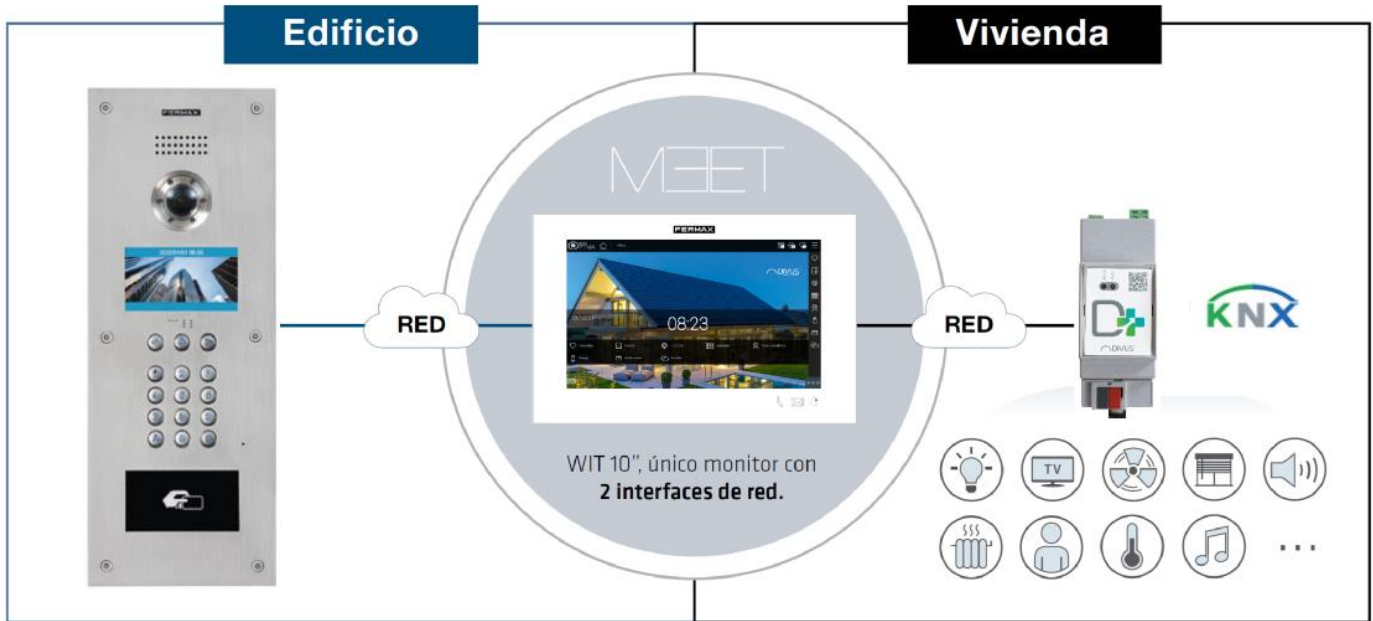 Edificio
Vivienda
FERMAX
MEET
FERMAX
DIVUS
08:23
RED
RED
D+
DIVUS
KNX
WIT 10", único monitor con
2 interfaces de red.
TV
...